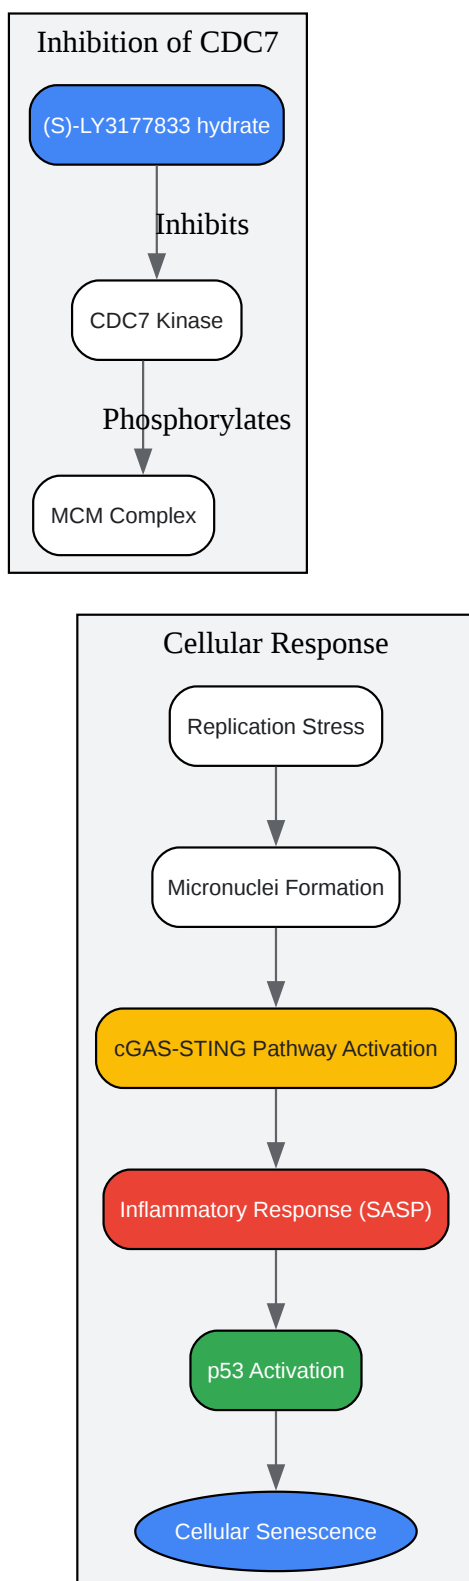 Inhibition of CDC7
(S)-LY3177833 hydrate
Inhibits
CDC7 Kinase
Phosphorylates
MCM Complex
Cellular Response
Replication Stress
Micronuclei Formation
cGAS-STING Pathway Activation
Inflammatory Response (SASP)
p53 Activation
Cellular Senescence